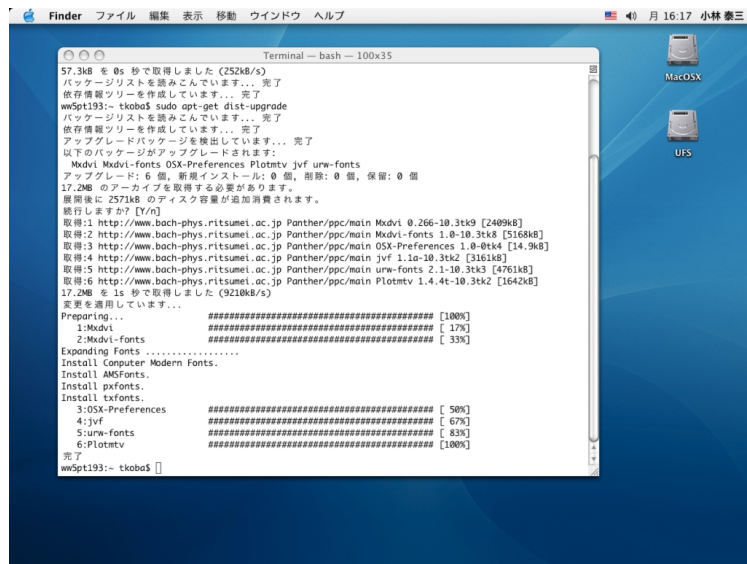 Finder ファイル 編集 表示 移動 ウインドウ ヘルプ 月 16:17 小林 泰三
Terminal — bash — 100x35
57.3kB を 0s 秒で取得しました (252kB/s)
パッケージリストを読みこんでいます... 完了
依存情報ツリーを作成しています... 完了
ww5pt193:~ tkoba$ sudo apt-get dist-upgrade
パッケージリストを読みこんでいます... 完了
依存情報ツリーを作成しています... 完了
アップグレードパッケージを検出しています... 完了
以下のパッケージがアップグレードされます:
Mxdvi Mxdvi-fonts OSX-Preferences Plotmtv jvf urw-fonts
アップグレード: 6 個, 新規インストール: 0 個, 削除: 0 個, 保留: 0 個
17.2MB のアーカイブを取得する必要があります。
展開後に 2571kB のディスク容量が追加消費されます。
続行しますか? [Y/n]
取得:1 http://www.bach-phys.ritsumei.ac.jp Panther/ppc/main Mxdvi 0.266-10.3tk9 [2409kB]
取得:2 http://www.bach-phys.ritsumei.ac.jp Panther/ppc/main Mxdvi-fonts 1.0-10.3tk8 [5168kB]
取得:3 http://www.bach-phys.ritsumei.ac.jp Panther/ppc/main OSX-Preferences 1.0-0tk4 [14.9kB]
取得:4 http://www.bach-phys.ritsumei.ac.jp Panther/ppc/main jvf 1.1a-10.3tk2 [3161kB]
取得:5 http://www.bach-phys.ritsumei.ac.jp Panther/ppc/main urw-fonts 2.1-10.3tk3 [4761kB]
取得:6 http://www.bach-phys.ritsumei.ac.jp Panther/ppc/main Plotmtv 1.4.4t-10.3tk2 [1642kB]
17.2MB を 1s 秒で取得しました (9210kB/s)
変更を適用しています...
Preparing... ########################################### [100%]
1:Mxdvi ########################################### [ 17%]
2:Mxdvi-fonts ########################################### [ 33%]
Expanding Fonts ..................
Install Computer Modern Fonts.
Install AMSFonts.
Install pxfonts.
Install txfonts.
3:OSX-Preferences ########################################### [ 50%]
4:jvf ########################################### [ 67%]
5:urw-fonts ########################################### [ 83%]
6:Plotmtv ########################################### [100%]
完了
ww5pt193:~ tkoba$
MacOSX
UFS